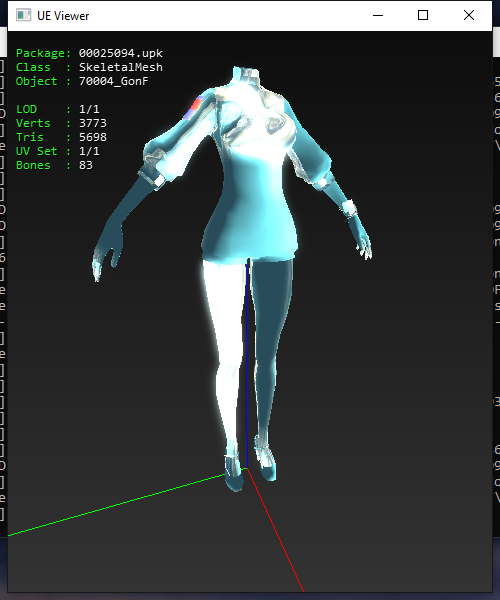 UE Viewer
Package: 00025094.upk
Class : SkeletalMesh
Object : 70004_GonF
LOD : 1/1
Verts : 3773
Tris : 5698
UV Set : 1/1
Bones : 83